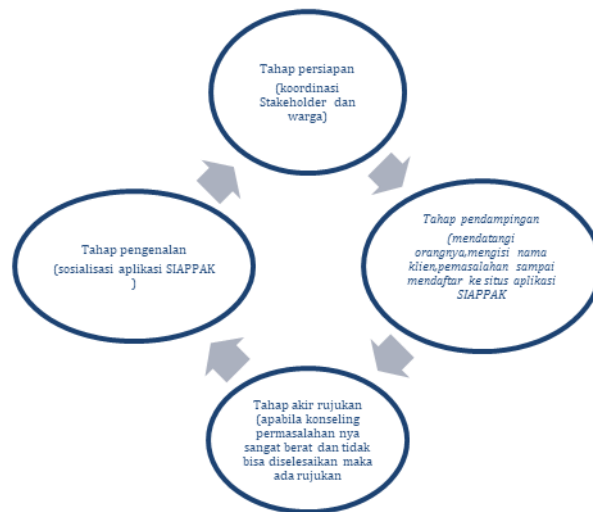 Tahap persiapan
(koordinasi
Stakeholder dan
warga)
Tahap pendampingan
(mendatangi
orangnya,mengisi nama
klien,pemasalahan sampai
mendaftar ke situs aplikasi
SIAPPAK
Tahap akir rujukan
(apabila konseling
permasalahan nya
sangat berat dan tidak
bisa diselesaikan maka
ada rujukan
Tahap pengenalan
(sosialisasi aplikasi SIAPPAK
)